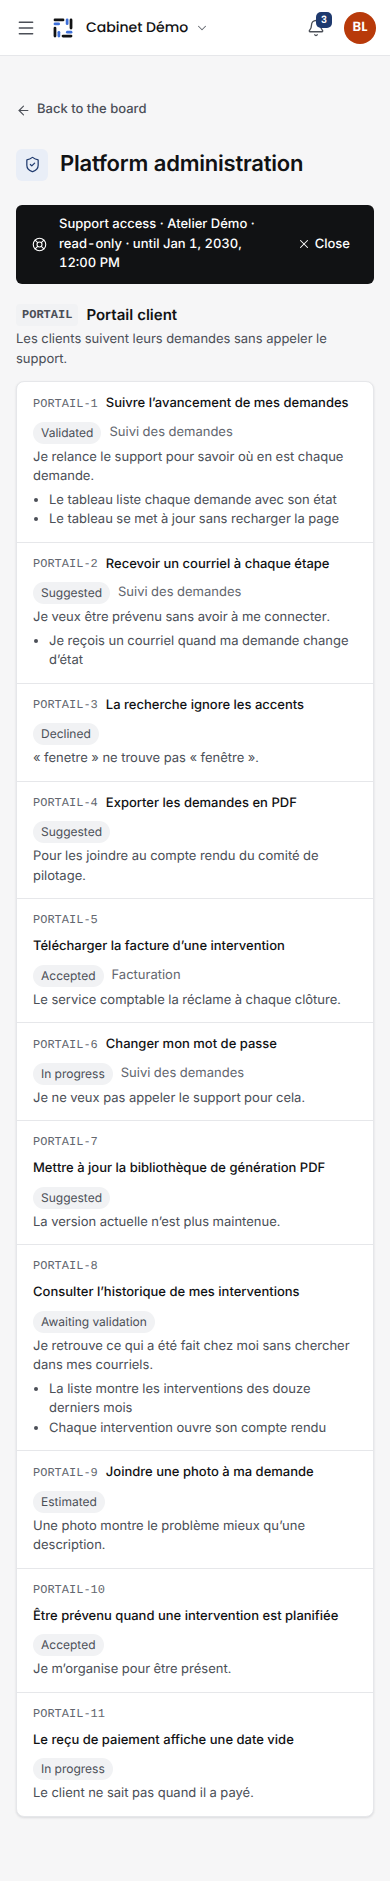 Cabinet Démo
3
BL
Back to the board
Platform administration
Support access · Atelier Démo ·
read-only · until Jan 1, 2030,
12:00 PM
Close
PORTAIL Portail client
Les clients suivent leurs demandes sans appeler le
support.
PORTAIL-1 Suivre l’avancement de mes demandes
Validated Suivi des demandes
Je relance le support pour savoir où en est chaque
demande.
• Le tableau liste chaque demande avec son état
• Le tableau se met à jour sans recharger la page
PORTAIL-2 Recevoir un courriel à chaque étape
Suggested Suivi des demandes
Je veux être prévenu sans avoir à me connecter.
• Je reçois un courriel quand ma demande change
d’état
PORTAIL-3 La recherche ignore les accents
Declined
« fenetre » ne trouve pas « fenêtre ».
PORTAIL-4 Exporter les demandes en PDF
Suggested
Pour les joindre au compte rendu du comité de
pilotage.
PORTAIL-5
Télécharger la facture d’une intervention
Accepted Facturation
Le service comptable la réclame à chaque clôture.
PORTAIL-6 Changer mon mot de passe
In progress Suivi des demandes
Je ne veux pas appeler le support pour cela.
PORTAIL-7
Mettre à jour la bibliothèque de génération PDF
Suggested
La version actuelle n’est plus maintenue.
PORTAIL-8
Consulter l’historique de mes interventions
Awaiting validation
Je retrouve ce qui a été fait chez moi sans chercher
dans mes courriels.
• La liste montre les interventions des douze
derniers mois
• Chaque intervention ouvre son compte rendu
PORTAIL-9 Joindre une photo à ma demande
Estimated
Une photo montre le problème mieux qu’une
description.
PORTAIL-10
Être prévenu quand une intervention est planifiée
Accepted
Je m’organise pour être présent.
PORTAIL-11
Le reçu de paiement affiche une date vide
In progress
Le client ne sait pas quand il a payé.